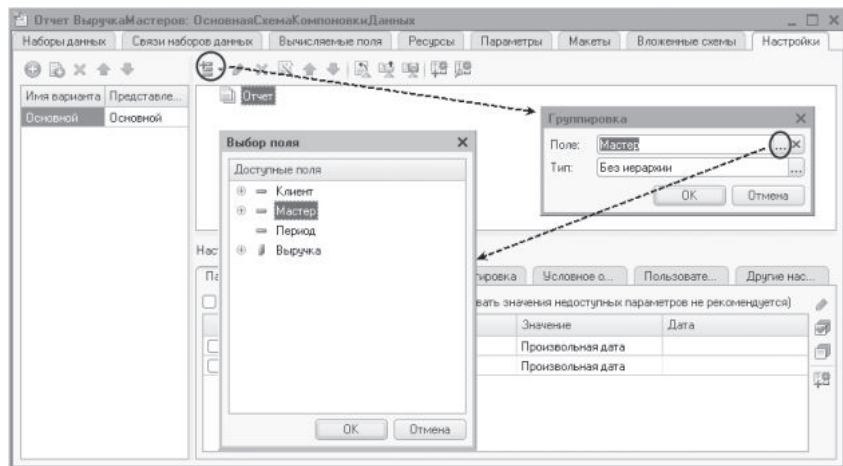 Отчет ВыручкаМастеров: ОсновнаяСхемаКомпоновкиДанных
Наборы данных Связи наборов данных Вычисляемые поля Ресурсы Параметры Макеты Вложенные схемы Настройки
Имя варианта Представле...
Основной Основной
Отчет
Группировка
Поле: Мастер ...
Тип: Без иерархии ...
OK Отмена
Выбор поля
Доступные поля
Клиент
Мастер
Период
Выручка
OK Отмена
Нас
Па тировка Условное о... Пользовате... Другие нас...
вать значения недоступных параметров не рекомендуется)
Значение Дата
Произвольная дата
Произвольная дата